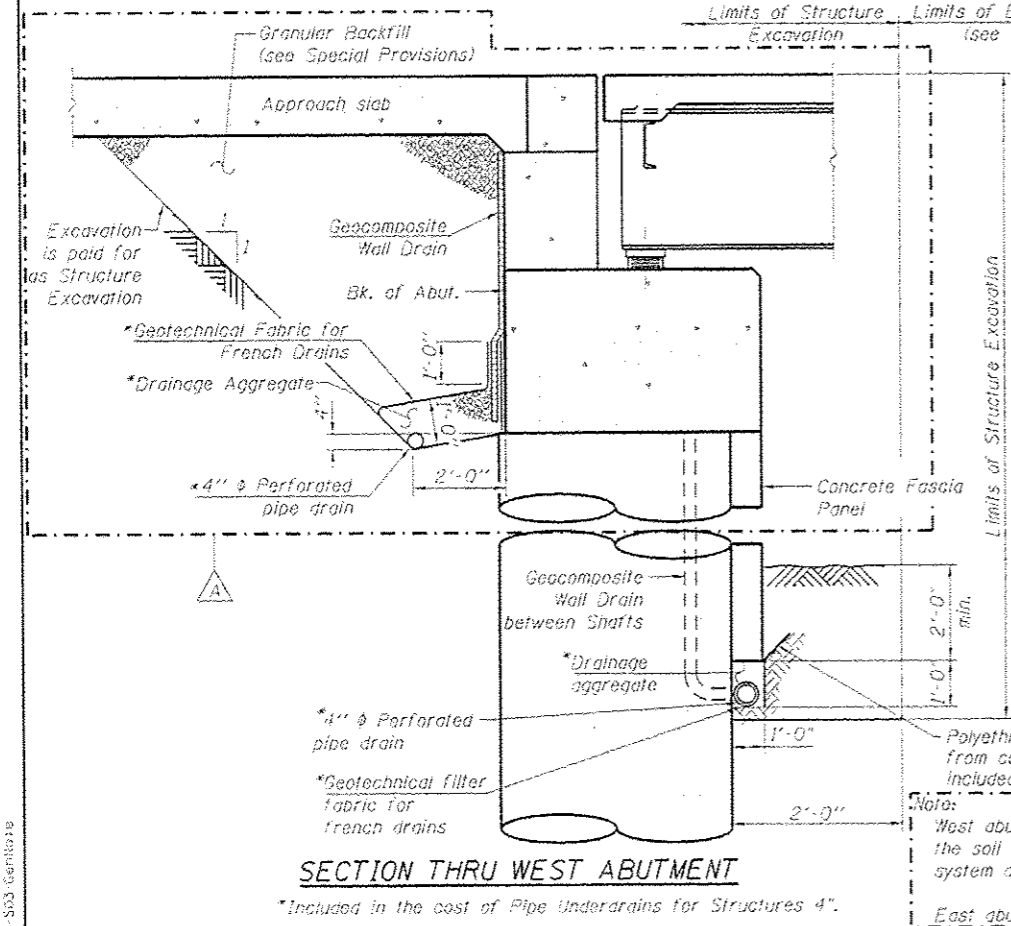 Limits of Structure
Excavation
Limits of
(see
Granular Backfill
(see Special Provisions)
Approach slab
Excavation
is paid for
as Structure
Excavation
1
1
Geocomposite
Wall Drain
Bk. of Abut.
*Geotechnical Fabric for
French Drains
1'-0"
*Drainage Aggregate
4"
1'-0"
*4" ϕ Perforated
pipe drain
2'-0"
Concrete Fascia
Panel
Limits of Structure Excavation
A
Geocomposite
Wall Drain
between Shafts
2'-0"
min.
*Drainage
aggregate
1'-0"
*4" ϕ Perforated
pipe drain
1'-0"
from
included
*Geotechnical filter
fabric for
french drains
2'-0"
Note:
West
the soil
system
East
SECTION THRU WEST ABUTMENT
*Included in the cost of Pipe Underdrains for Structures 4".